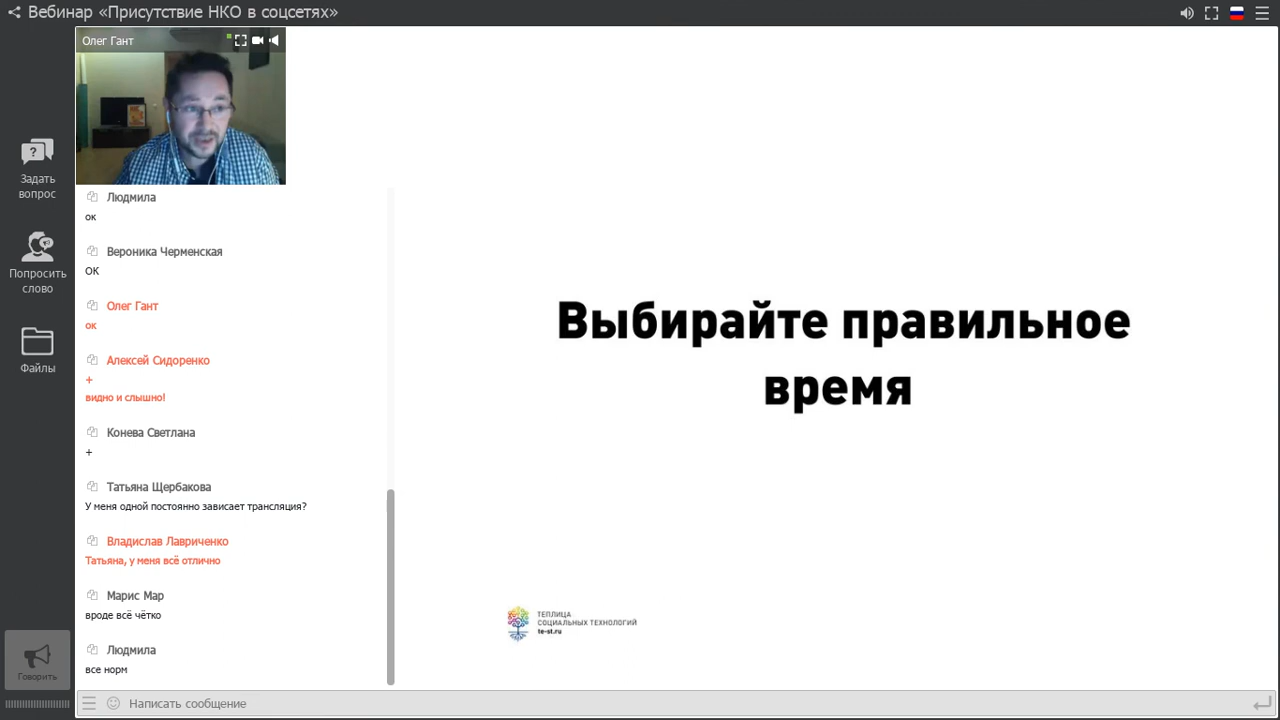 Вебинар «Присутствие НКО в соцсетях»
Олег Гант
Задать
вопрос
Попросить
слово
Файлы
Говорить
Людмила
ок
Вероника Черменская
ОК
Олег Гант
ок
Алексей Сидоренко
+
видно и слышно!
Конева Светлана
+
Татьяна Щербакова
У меня одной постоянно зависает трансляция?
Владислав Лавриченко
Татьяна, у меня всё отлично
Марис Мар
вроде всё чётко
Людмила
все норм
Написать сообщение
Выбирайте правильное
время
ТЕПЛИЦА
СОЦИАЛЬНЫХ ТЕХНОЛОГИЙ
te-st.ru